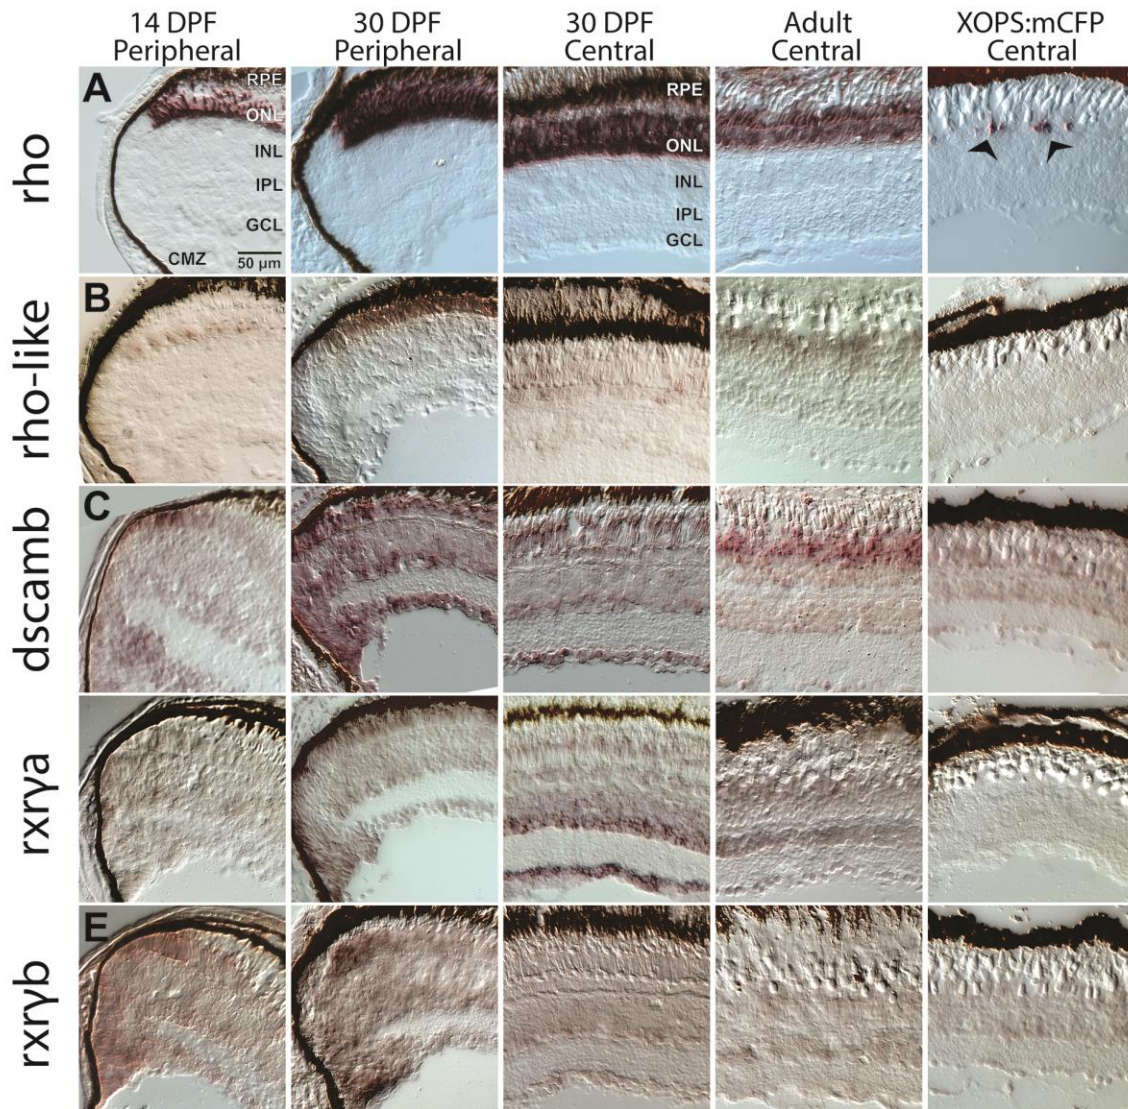 14 DPF Peripheral
30 DPF Peripheral
30 DPF Central
Adult Central
XOPS:mCFP Central
rho
A
RPE
ONL
INL
IPL
GCL
CMZ
50 µm
RPE
ONL
INL
IPL
GCL
rho-like
B
dscamb
C
rxrγa
rxrγb
E